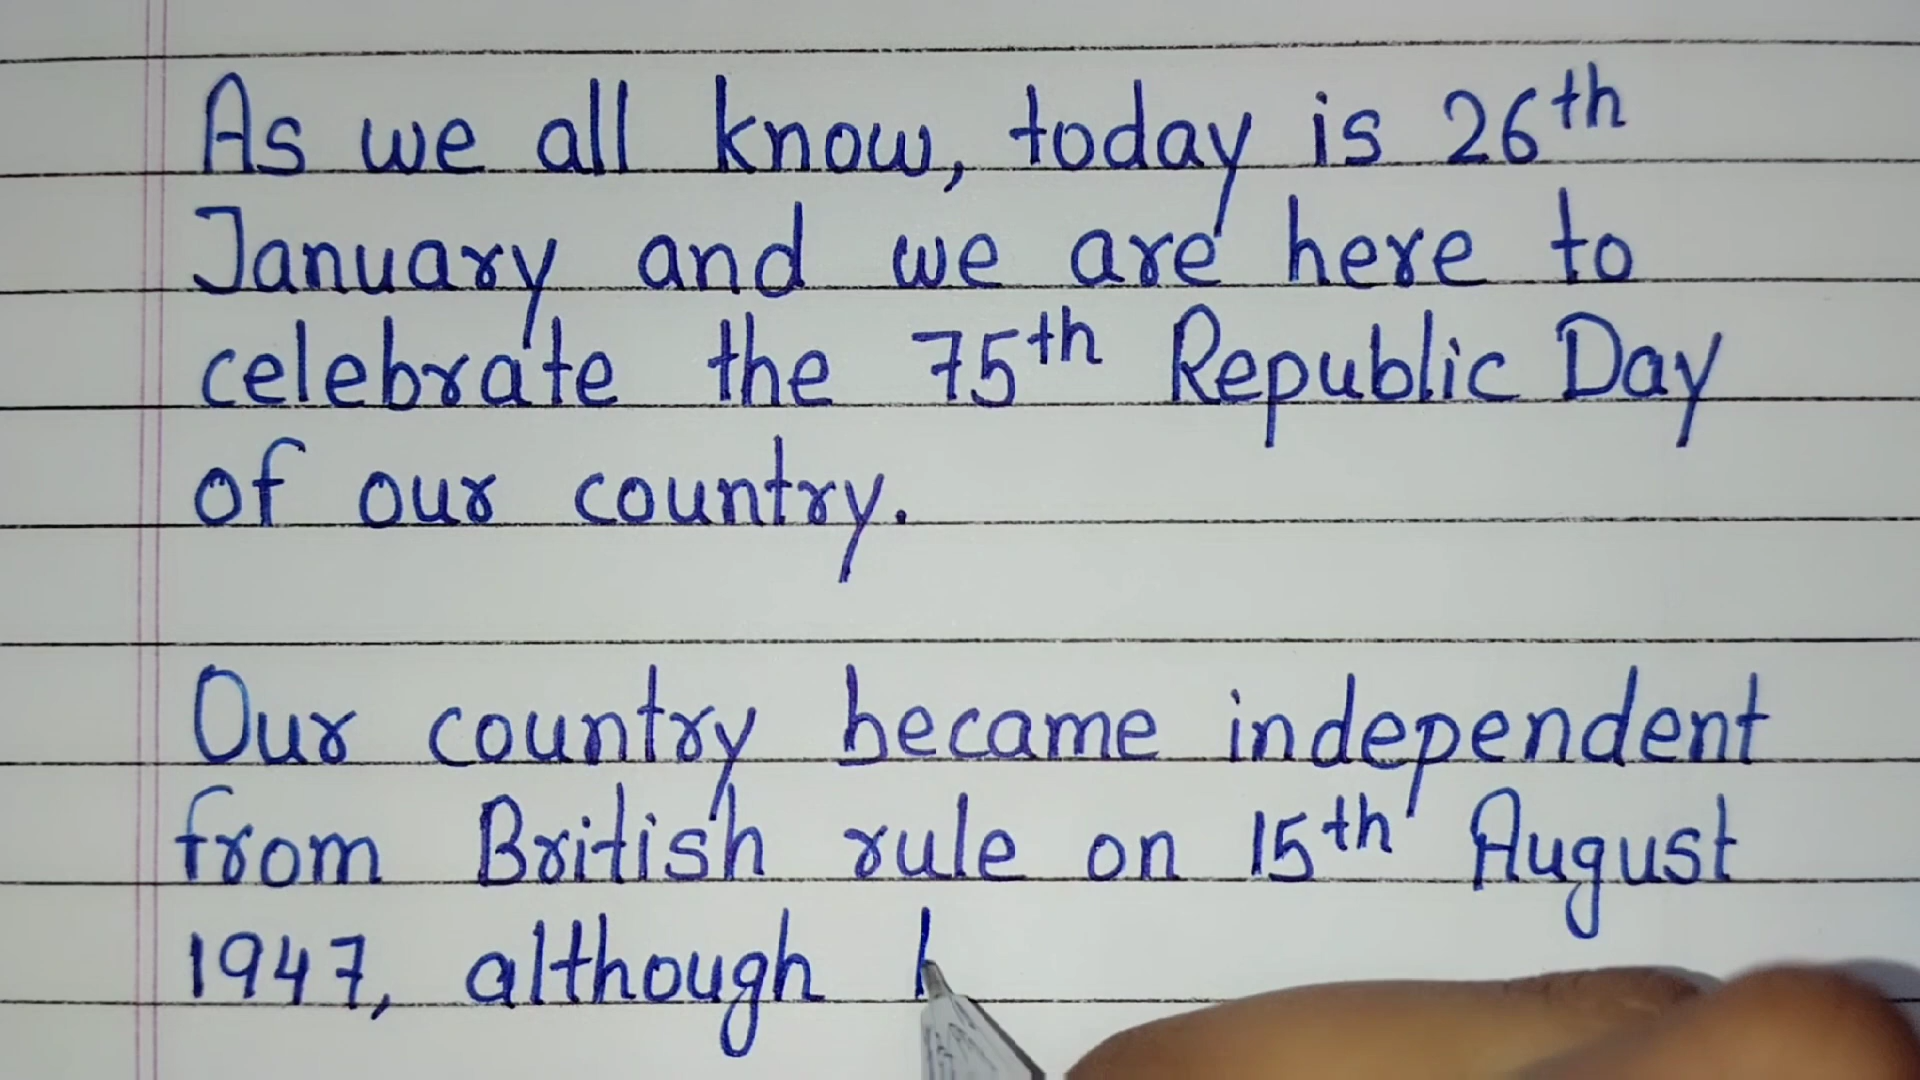 As we all know, today is 26th
January and we are here to
celebrate the 75th Republic Day
of our country.
Our country became independent
from British rule on 15th August
1947, although